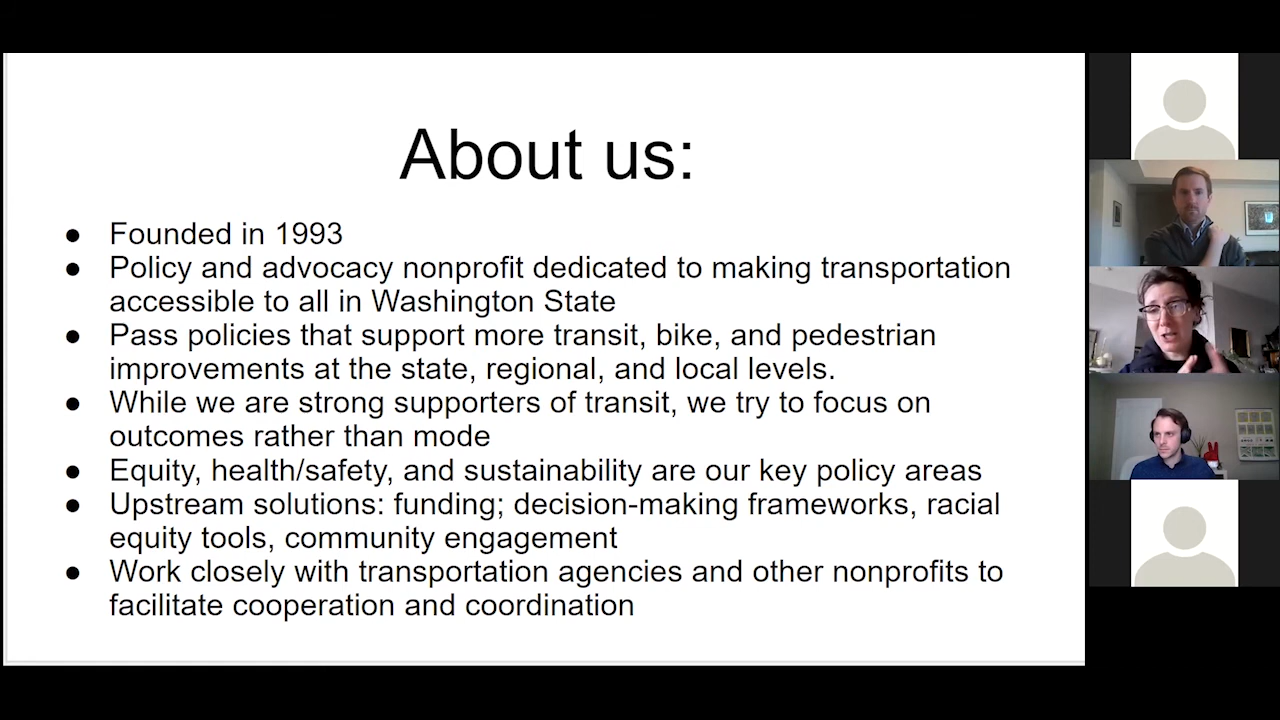 About us:
● Founded in 1993
● Policy and advocacy nonprofit dedicated to making transportation
accessible to all in Washington State
● Pass policies that support more transit, bike, and pedestrian
improvements at the state, regional, and local levels.
● While we are strong supporters of transit, we try to focus on
outcomes rather than mode
● Equity, health/safety, and sustainability are our key policy areas
● Upstream solutions: funding; decision-making frameworks, racial
equity tools, community engagement
● Work closely with transportation agencies and other nonprofits to
facilitate cooperation and coordination